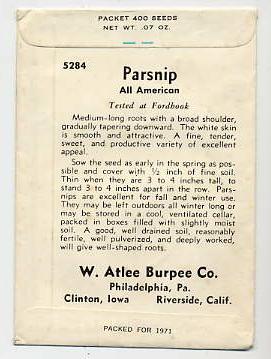 PACKET 400 SEEDS
NET WT. .07 OZ.
5284
Parsnip
All American
Tested at Fordhook
Medium-long roots with a broad shoulder,
gradually tapering downward. The white skin
is smooth and attractive. A fine, tender,
sweet, and productive variety of excellent
appeal.
Sow the seed as early in the spring as pos-
sible and cover with ½ inch of fine soil.
Thin when they are 3 to 4 inches tall, to
stand 3 to 4 inches apart in the row. Pars-
nips are excellent for fall and winter use.
They may be left outdoors all winter long or
may be stored in a cool, ventilated cellar,
packed in boxes filled with slightly moist
soil. A good, well drained soil, reasonably
fertile, well pulverized, and deeply worked,
will give well-shaped roots.
W. Atlee Burpee Co.
Philadelphia, Pa.
Clinton, Iowa Riverside, Calif.
PACKED FOR 1971